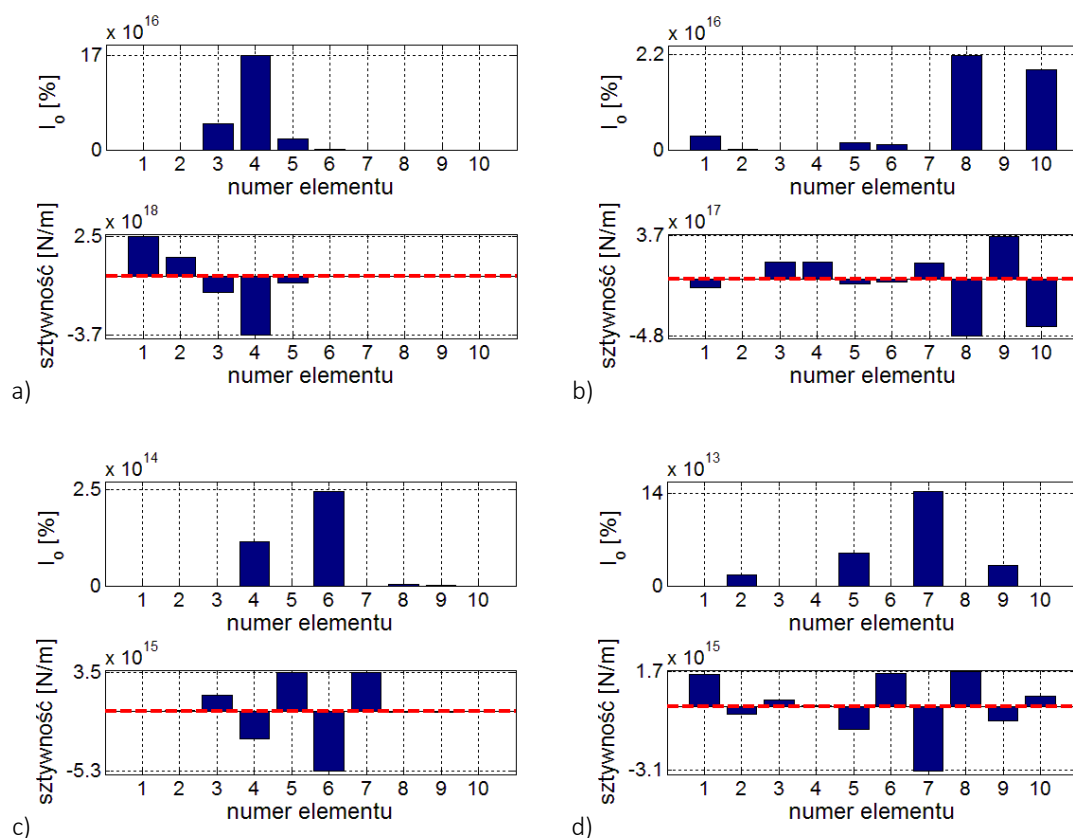 x 10^16
17
I_o [%]
0
1 2 3 4 5 6 7 8 9 10
numer elementu
x 10^18
2.5
sztywność [N/m]
-3.7
1 2 3 4 5 6 7 8 9 10
numer elementu
a)
x 10^16
2.2
I_o [%]
0
1 2 3 4 5 6 7 8 9 10
numer elementu
x 10^17
3.7
sztywność [N/m]
-4.8
1 2 3 4 5 6 7 8 9 10
numer elementu
b)
x 10^14
2.5
I_o [%]
0
1 2 3 4 5 6 7 8 9 10
numer elementu
x 10^15
3.5
sztywność [N/m]
-5.3
1 2 3 4 5 6 7 8 9 10
numer elementu
c)
x 10^13
14
I_o [%]
0
1 2 3 4 5 6 7 8 9 10
numer elementu
x 10^15
1.7
sztywność [N/m]
-3.1
1 2 3 4 5 6 7 8 9 10
numer elementu
d)